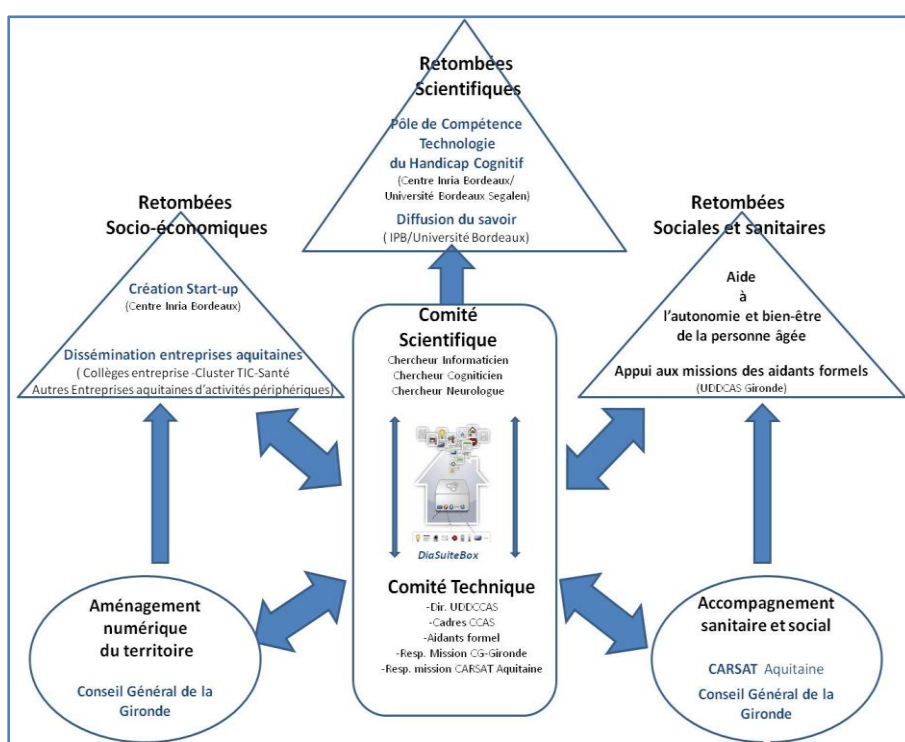 Retombées
Scientifiques
Pôle de Compétence
Technologie
du Handicap Cognitif
(Centre Inria Bordeaux/
Université Bordeaux Segalen)
Diffusion du savoir
( IPB/Université Bordeaux)
Retombées
Socio-économiques
Création Start-up
(Centre Inria Bordeaux)
Dissémination entreprises aquitaines
( Collèges entreprise -Cluster TIC-Santé
Autres Entreprises aquitaines d'activités périphériques)
Retombées
Sociales et sanitaires
Aide
à
l'autonomie et bien-être
de la personne âgée
Appui aux missions des aidants formels
(UDDCAS Gironde)
Comité
Scientifique
Chercheur Informaticien
Chercheur Cogniticien
Chercheur Neurologue
DiaSuiteBox
Comité Technique
-Dir. UDDCCAS
-Cadres CCAS
-Aidants formel
-Resp. Mission CG-Gironde
-Resp. mission CARSAT Aquitaine
Aménagement
numérique
du territoire
Conseil Général de la
Gironde
Accompagnement
sanitaire et social
CARSAT Aquitaine
Conseil Général de la
Gironde